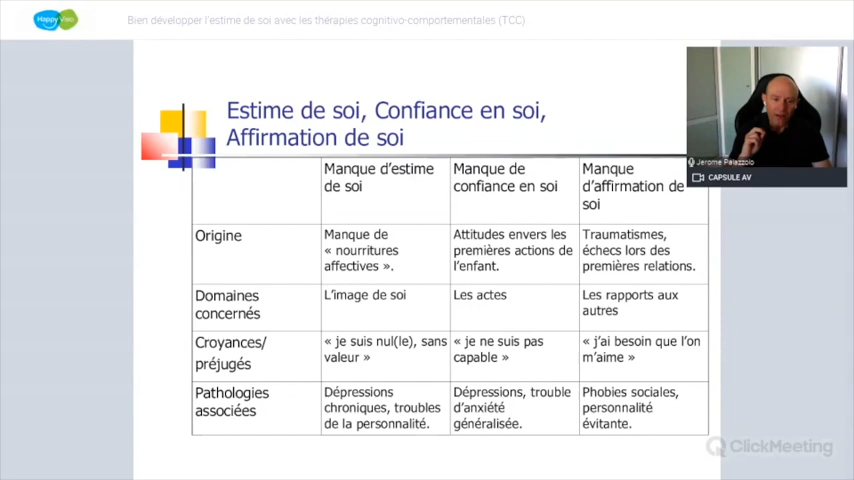 Happy Visio
Bien développer l'estime de soi avec les thérapies cognitivo-comportementales (TCC)
Estime de soi, Confiance en soi,
Affirmation de soi
Jerome Palazzolo
CAPSULE AV
Manque d'estime
de soi
Manque de
confiance en soi
Manque
d'affirmation de
soi
Origine
Manque de
« nourritures
affectives ».
Attitudes envers les
premières actions de
l'enfant.
Traumatismes,
échecs lors des
premières relations.
Domaines
concernés
L'image de soi
Les actes
Les rapports aux
autres
Croyances/
préjugés
« je suis nul(le), sans
valeur »
« je ne suis pas
capable »
« j'ai besoin que l'on
m'aime »
Pathologies
associées
Dépressions
chroniques, troubles
de la personnalité.
Dépressions, trouble
d'anxiété
généralisée.
Phobies sociales,
personnalité
évitante.
ClickMeeting